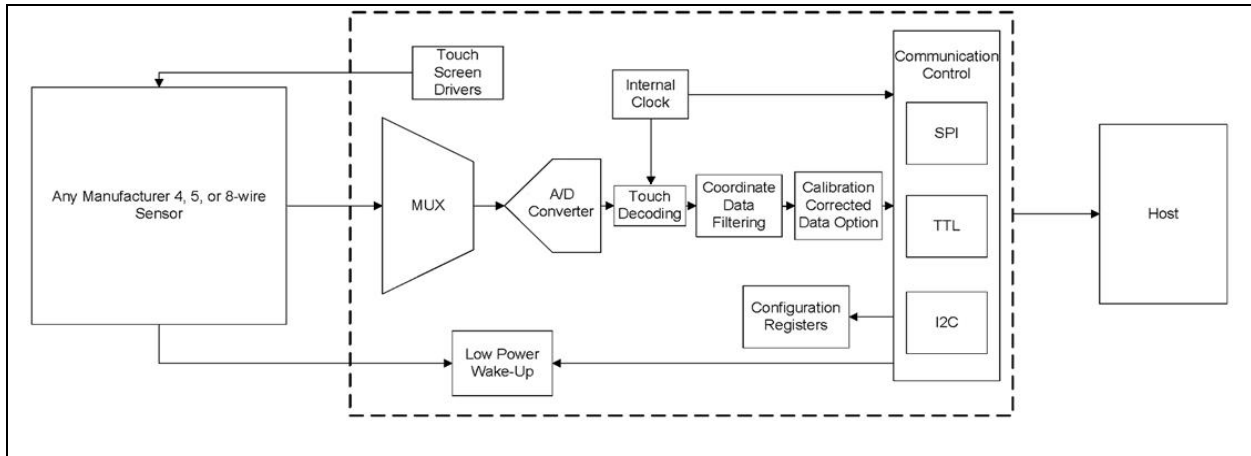 Touch
Screen
Drivers
Communication
Control
Internal
Clock
SPI
Any Manufacturer 4, 5, or 8-wire
Sensor
MUX
A/D
Converter
Touch
Decoding
Coordinate
Data
Filtering
Calibration
Corrected
Data Option
TTL
Host
Configuration
Registers
I2C
Low Power
Wake-Up